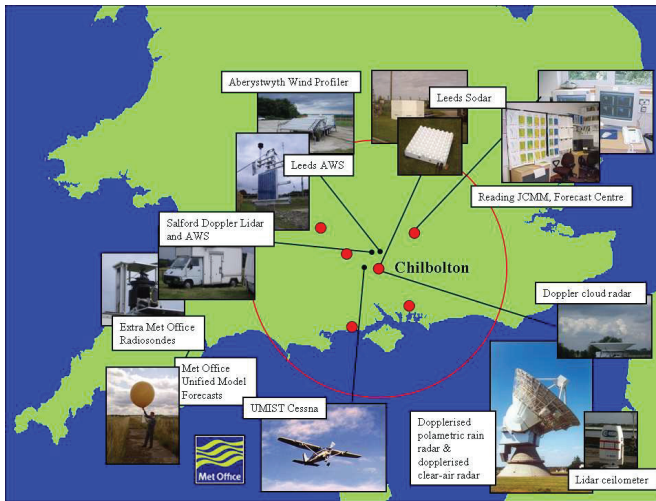 Aberystwyth Wind Profiler
Leeds Sodar
Leeds AWS
Reading JCMM, Forecast Centre
Salford Doppler Lidar
and AWS
Chilbolton
Doppler cloud radar
Extra Met Office
Radiosondes
Met Office
Unified Model
Forecasts
UMIST Cessna
Dopplerised
polametric rain
radar &
dopplerised
clear-air radar
Lidar ceilometer
Met Office